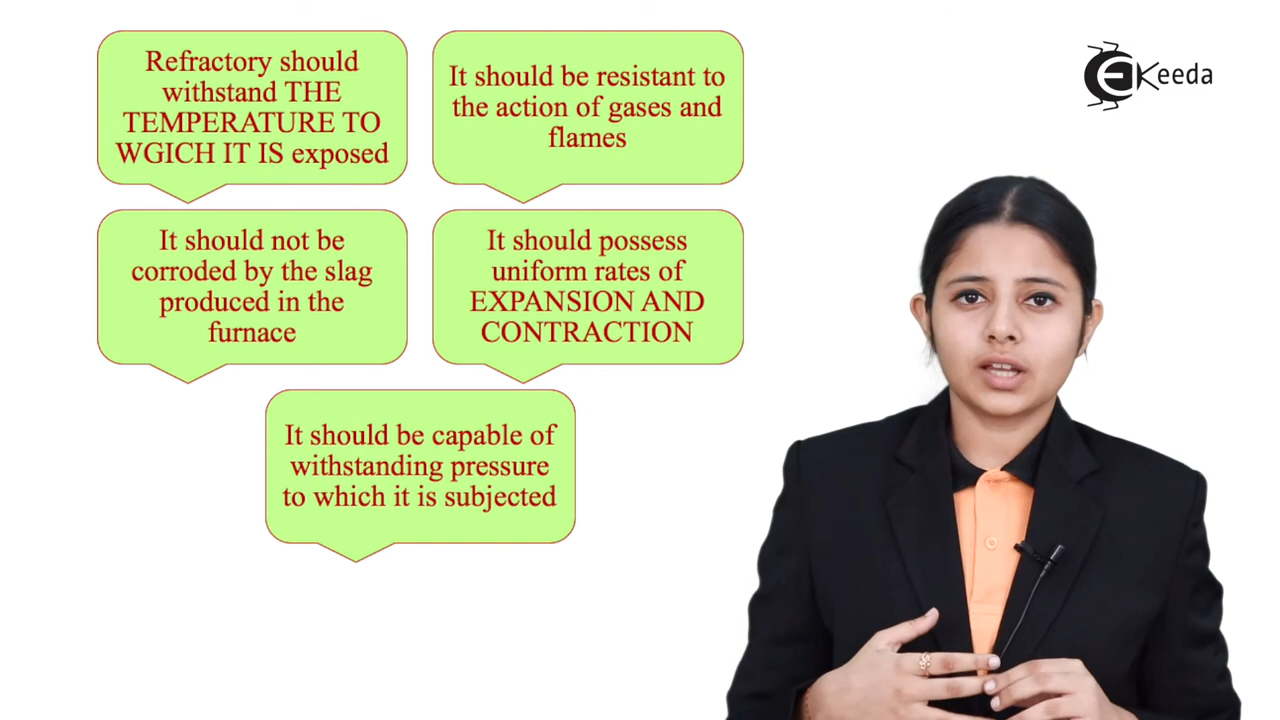 Refractory should
withstand THE
TEMPERATURE TO
WGICH IT IS exposed
It should be resistant to
the action of gases and
flames
It should not be
corroded by the slag
produced in the
furnace
It should possess
uniform rates of
EXPANSION AND
CONTRACTION
It should be capable of
withstanding pressure
to which it is subjected
EKeeda